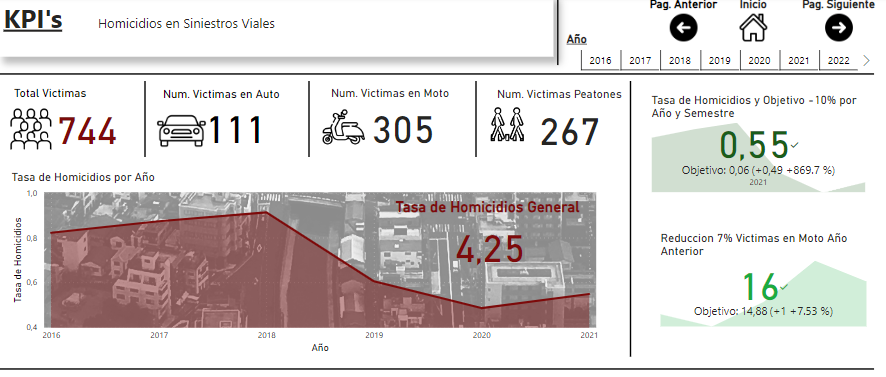 KPI's
Homicidios en Siniestros Viales
Pag. Anterior
Inicio
Pag. Siguiente
Año
2016 2017 2018 2019 2020 2021 2022
Total Victimas
744
Num. Victimas en Auto
111
Num. Victimas en Moto
305
Num. Victimas Peatones
267
Tasa de Homicidios por Año
1,0
0,8
0,6
0,4
Tasa de Homicidios
2016 2017 2018 2019 2020 2021
Año
Tasa de Homicidios General
4,25
Tasa de Homicidios y Objetivo -10% por
Año y Semestre
0,55
Objetivo: 0,06 (+0,49 +869.7 %)
2021
Reduccion 7% Victimas en Moto Año
Anterior
16
Objetivo: 14,88 (+1 +7.53 %)